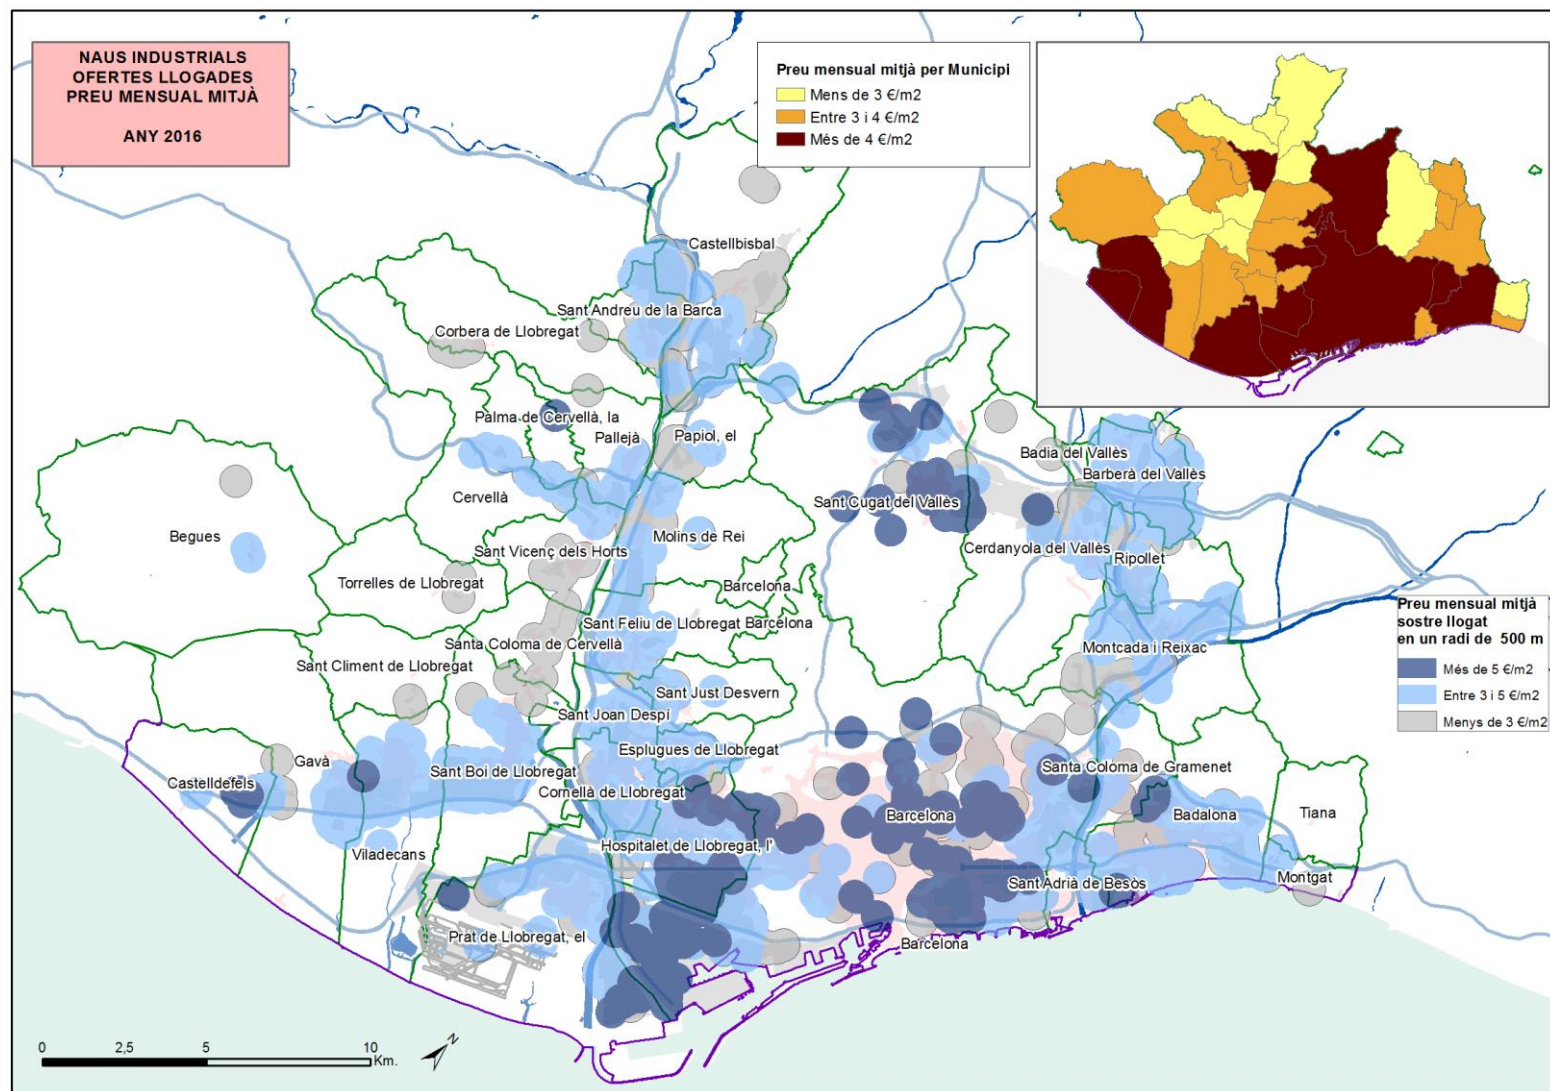 NAUS INDUSTRIALS
OFERTES LLOGADES
PREU MENSUAL MITJÀ
ANY 2016
Preu mensual mitjà per Municipi
Mens de 3 €/m2
Entre 3 i 4 €/m2
Més de 4 €/m2
Castellbisbal
Sant Andreu de la Barca
Corbera de Llobregat
Palma de Cervellà, la
Pallejà
Papiol, el
Badia del Vallès
Barberà del Vallès
Cervellà
Sant Cugat del Vallès
Begues
Molins de Rei
Sant Vicenç dels Horts
Cerdanyola del Vallès
Ripollet
Torrelles de Llobregat
Barcelona
Sant Feliu de Llobregat
Barcelona
Santa Coloma de Cervellà
Montcada i Reixac
Sant Climent de Llobregat
Sant Just Desvern
Sant Joan Despí
Esplugues de Llobregat
Gavà
Sant Boi de Llobregat
Santa Coloma de Gramenet
Castelldefels
Cornellà de Llobregat
Barcelona
Badalona
Tiana
Viladecans
Hospitalet de Llobregat, l'
Sant Adrià de Besòs
Montgat
Prat de Llobregat, el
Barcelona
Preu mensual mitjà
sostre llogat
en un radi de 500 m
Més de 5 €/m2
Entre 3 i 5 €/m2
Menys de 3 €/m2
0 2,5 5 10
Km.
N